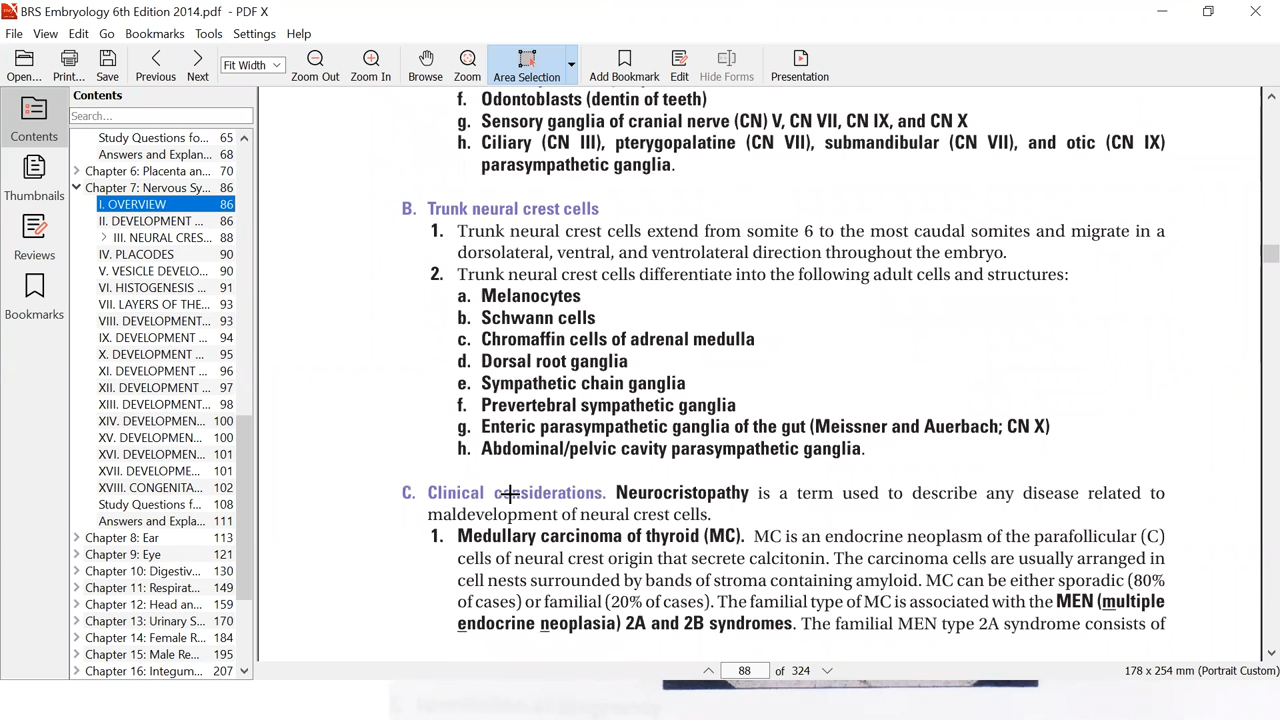 BRS Embryology 6th Edition 2014.pdf - PDF X
File View Edit Go Bookmarks Tools Settings Help
Open... Print... Save Previous Next Fit Width Zoom Out Zoom In Browse Zoom Area Selection Add Bookmark Edit Hide Forms Presentation
Contents
Thumbnails
Reviews
Bookmarks
Contents
Search...
Study Questions fo... 65
Answers and Explan... 68
Chapter 6: Placenta an... 70
Chapter 7: Nervous Sy... 86
I. OVERVIEW 86
II. DEVELOPMENT ... 86
III. NEURAL CRES... 88
IV. PLACODES 90
V. VESICLE DEVELO... 90
VI. HISTOGENESIS ... 91
VII. LAYERS OF THE... 93
VIII. DEVELOPMENT... 93
IX. DEVELOPMENT ... 94
X. DEVELOPMENT ... 95
XI. DEVELOPMENT ... 96
XII. DEVELOPMENT ... 97
XIII. DEVELOPMENT... 98
XIV. DEVELOPMEN... 100
XV. DEVELOPMEN... 100
XVI. DEVELOPMEN... 101
XVII. DEVELOPME... 101
XVIII. CONGENITA... 102
Study Questions fo... 108
Answers and Expla... 111
Chapter 8: Ear 113
Chapter 9: Eye 121
Chapter 10: Digestiv... 130
Chapter 11: Respirat... 149
Chapter 12: Head an... 159
Chapter 13: Urinary S... 170
Chapter 14: Female R... 184
Chapter 15: Male Re... 195
Chapter 16: Integum... 207
f. Odontoblasts (dentin of teeth)
g. Sensory ganglia of cranial nerve (CN) V, CN VII, CN IX, and CN X
h. Ciliary (CN III), pterygopalatine (CN VII), submandibular (CN VII), and otic (CN IX)
parasympathetic ganglia.
B. Trunk neural crest cells
1. Trunk neural crest cells extend from somite 6 to the most caudal somites and migrate in a
dorsolateral, ventral, and ventrolateral direction throughout the embryo.
2. Trunk neural crest cells differentiate into the following adult cells and structures:
a. Melanocytes
b. Schwann cells
c. Chromaffin cells of adrenal medulla
d. Dorsal root ganglia
e. Sympathetic chain ganglia
f. Prevertebral sympathetic ganglia
g. Enteric parasympathetic ganglia of the gut (Meissner and Auerbach; CN X)
h. Abdominal/pelvic cavity parasympathetic ganglia.
C. Clinical considerations. Neurocristopathy is a term used to describe any disease related to
maldevelopment of neural crest cells.
1. Medullary carcinoma of thyroid (MC). MC is an endocrine neoplasm of the parafollicular (C)
cells of neural crest origin that secrete calcitonin. The carcinoma cells are usually arranged in
cell nests surrounded by bands of stroma containing amyloid. MC can be either sporadic (80%
of cases) or familial (20% of cases). The familial type of MC is associated with the MEN (multiple
endocrine neoplasia) 2A and 2B syndromes. The familial MEN type 2A syndrome consists of
88 of 324
178 x 254 mm (Portrait Custom)